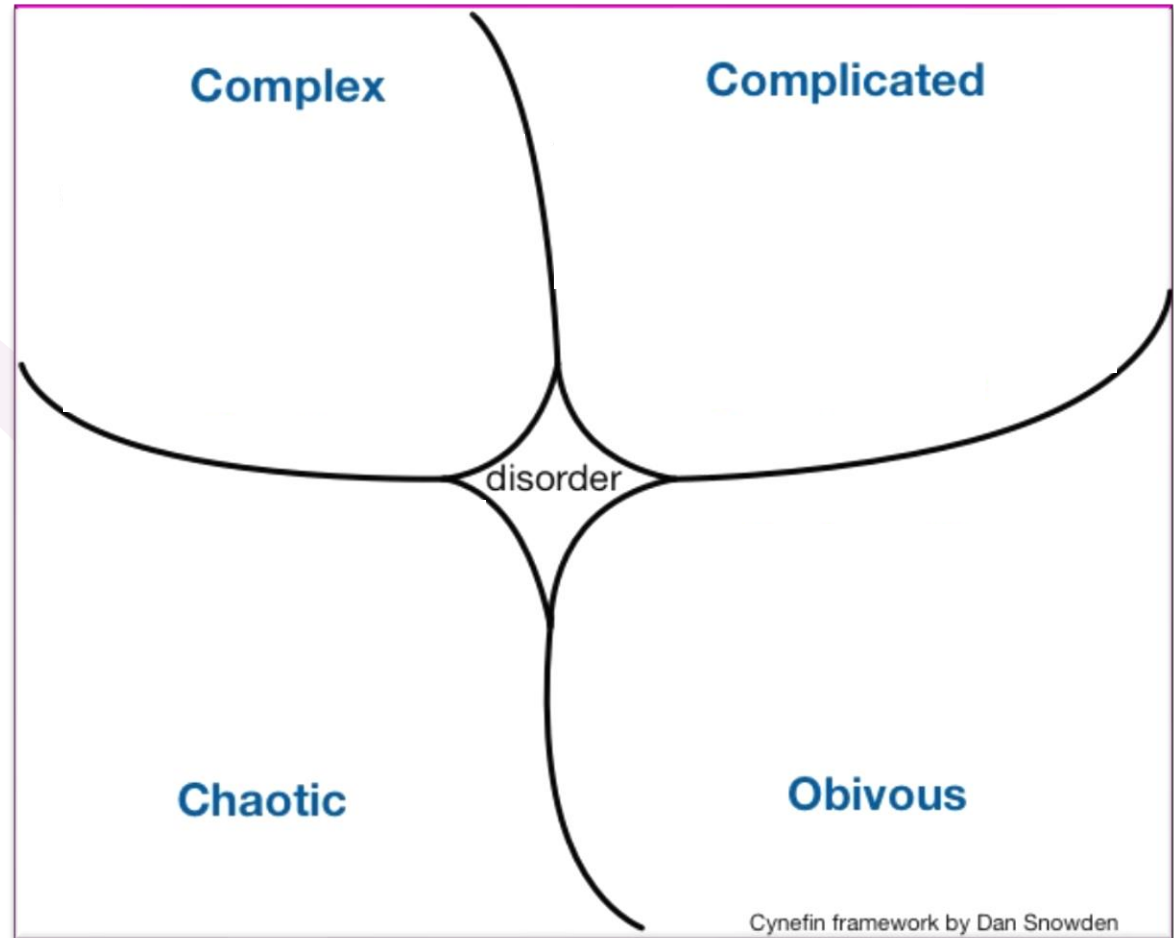 Complex
Complicated
disorder
Chaotic
Obivous
Cynefin framework by Dan Snowden